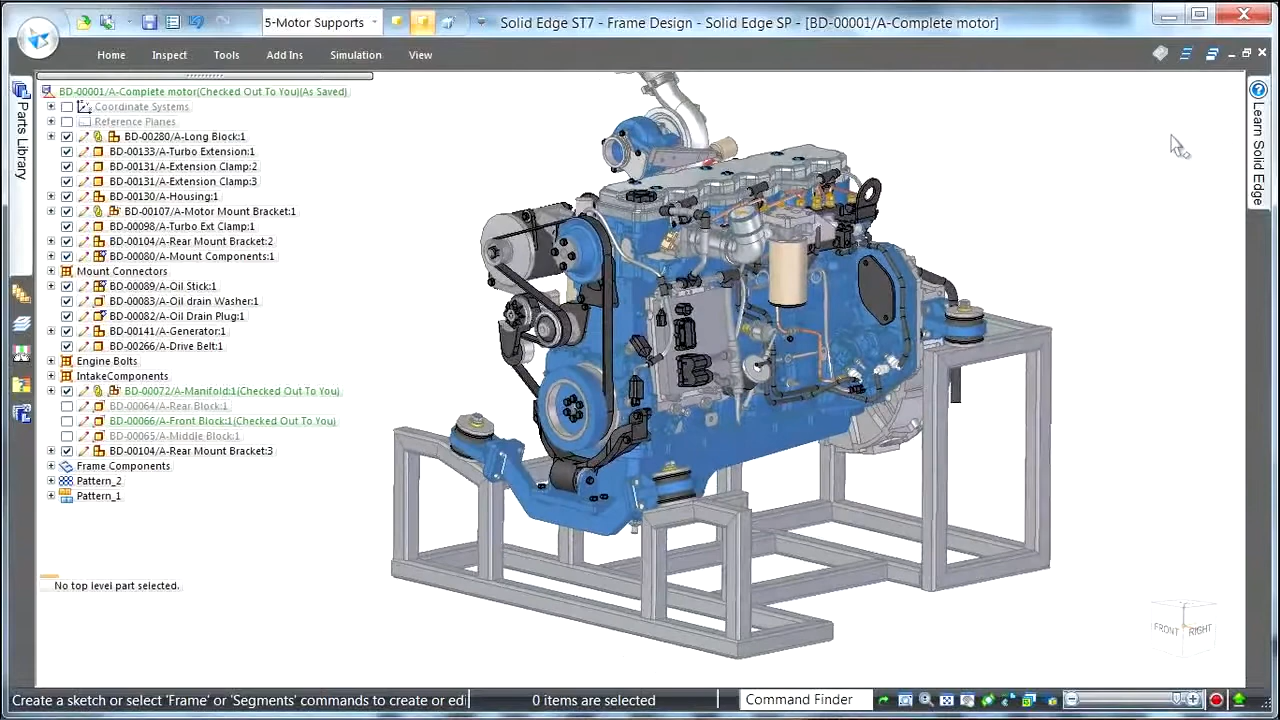 5-Motor Supports
Solid Edge ST7 - Frame Design - Solid Edge SP - [BD-00001/A-Complete motor]
Home Inspect Tools Add Ins Simulation View
Parts Library
BD-00001/A-Complete motor(Checked Out To You)(As Saved)
Coordinate Systems
Reference Planes
BD-00280/A-Long Block:1
BD-00133/A-Turbo Extension:1
BD-00131/A-Extension Clamp:2
BD-00131/A-Extension Clamp:3
BD-00130/A-Housing:1
BD-00107/A-Motor Mount Bracket:1
BD-00098/A-Turbo Ext Clamp:1
BD-00104/A-Rear Mount Bracket:2
BD-00080/A-Mount Components:1
Mount Connectors
BD-00089/A-Oil Stick:1
BD-00083/A-Oil drain Washer:1
BD-00082/A-Oil Drain Plug:1
BD-00141/A-Generator:1
BD-00266/A-Drive Belt:1
Engine Bolts
IntakeComponents
BD-00072/A-Manifold:1(Checked Out To You)
BD-00064/A-Rear Block:1
BD-00066/A-Front Block:1(Checked Out To You)
BD-00065/A-Middle Block:1
BD-00104/A-Rear Mount Bracket:3
Frame Components
Pattern_2
Pattern_1
No top level part selected.
Learn Solid Edge
FRONT RIGHT
Create a sketch or select 'Frame' or 'Segments' commands to create or edi
0 items are selected
Command Finder